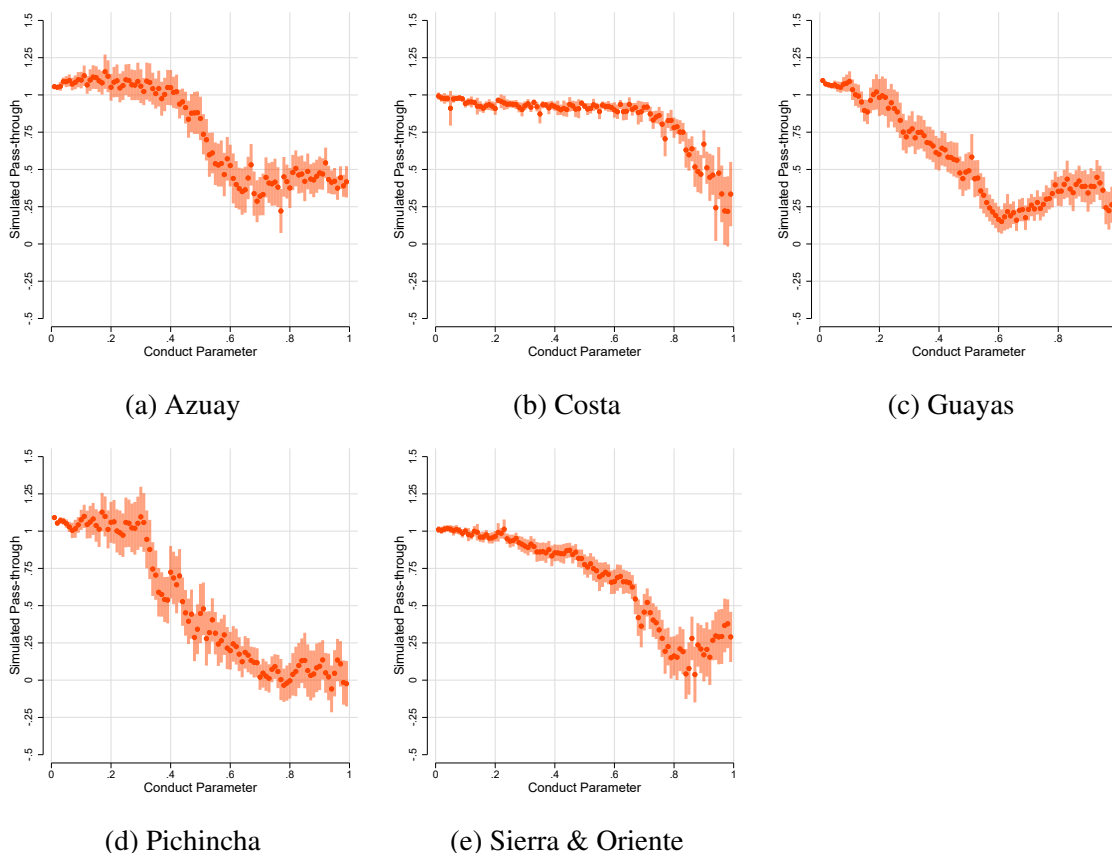 1.5
1.25
1
.75
.5
.25
0
-.25
-.5
Simulated Pass-through
0 .2 .4 .6 .8 1
Conduct Parameter
(a) Azuay
1.5
1.25
1
.75
.5
.25
0
-.25
-.5
Simulated Pass-through
0 .2 .4 .6 .8 1
Conduct Parameter
(b) Costa
1.5
1.25
1
.75
.5
.25
0
-.25
-.5
Simulated Pass-through
0 .2 .4 .6 .8 1
Conduct Parameter
(c) Guayas
1.5
1.25
1
.75
.5
.25
0
-.25
-.5
Simulated Pass-through
0 .2 .4 .6 .8 1
Conduct Parameter
(d) Pichincha
1.5
1.25
1
.75
.5
.25
0
-.25
-.5
Simulated Pass-through
0 .2 .4 .6 .8 1
Conduct Parameter
(e) Sierra & Oriente